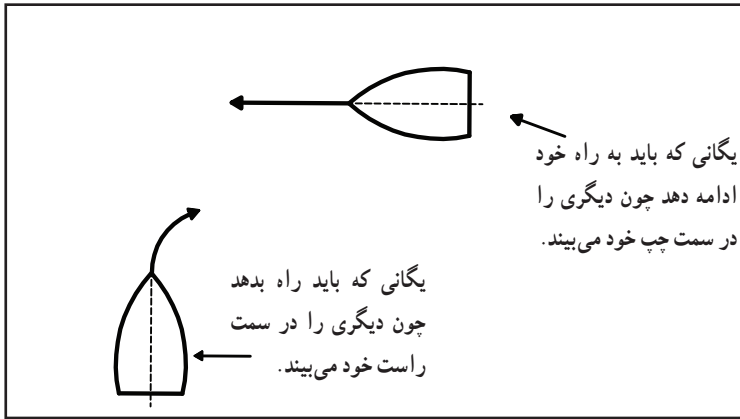 یگانی که باید به راه خود
ادامه دهد چون دیگری را
در سمت چپ خود می‌بیند.
یگانی که باید راه بدهد
چون دیگری را در سمت
راست خود می‌بیند.